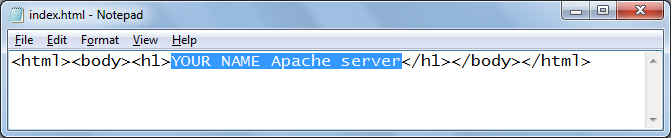 index.html - Notepad
File Edit Format View Help
<html><body><h1>YOUR NAME Apache server</h1></body></html>